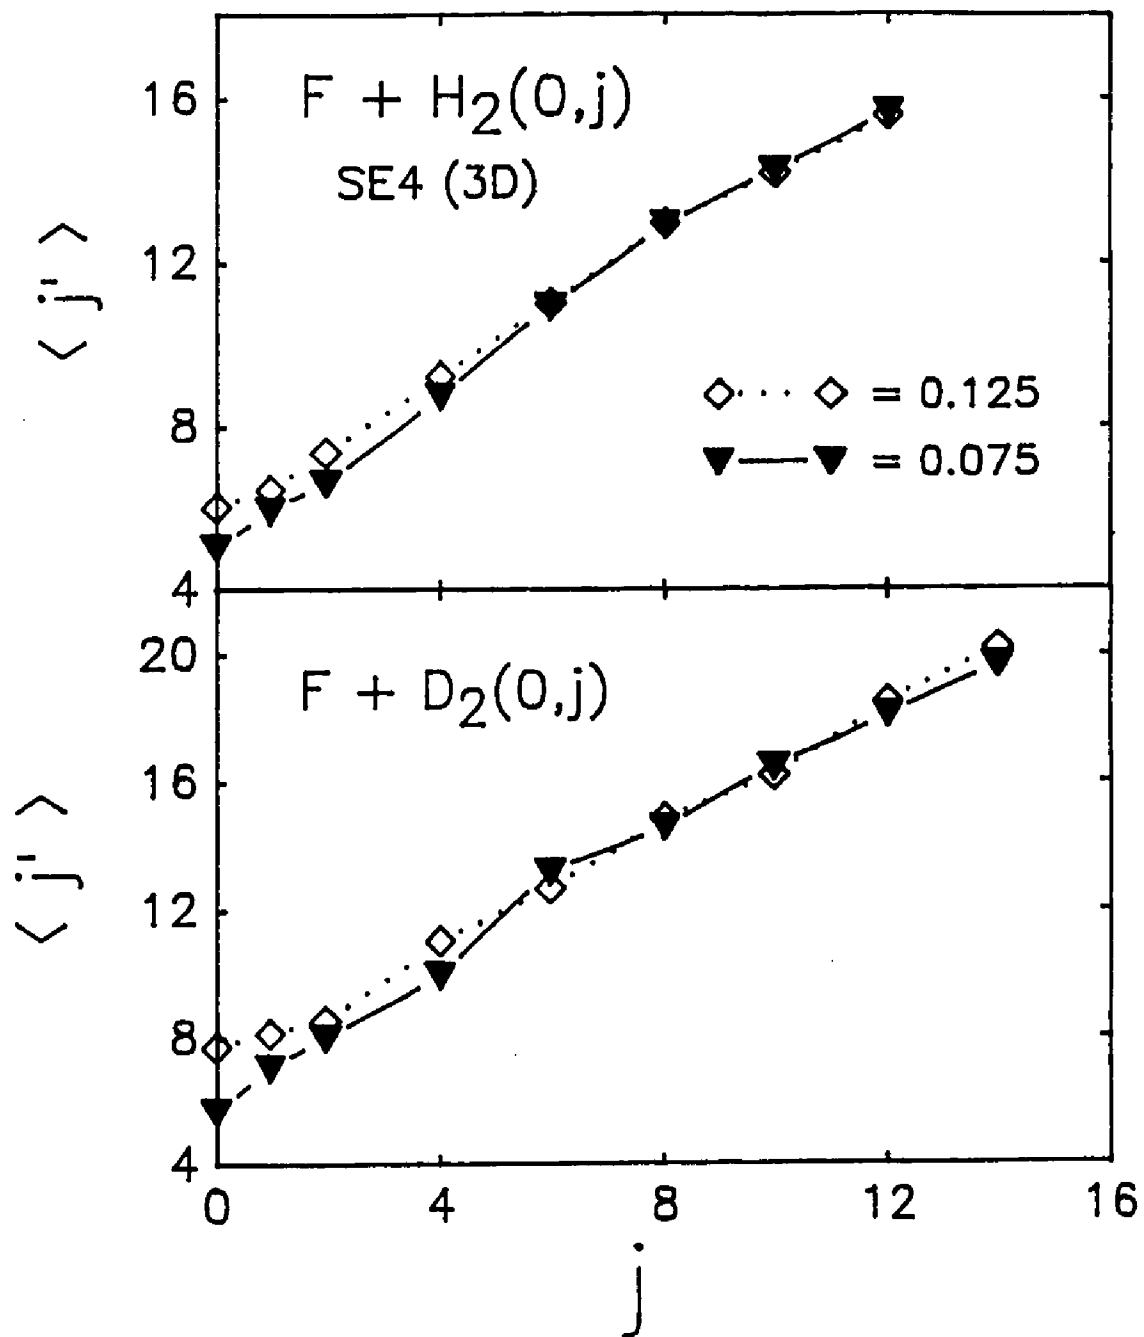 F + H2(0,j)
SE4 (3D)
16
12
8
4
< j' >
= 0.125
= 0.075
F + D2(0,j)
20
16
12
8
4
< j' >
0 4 8 12 16
j